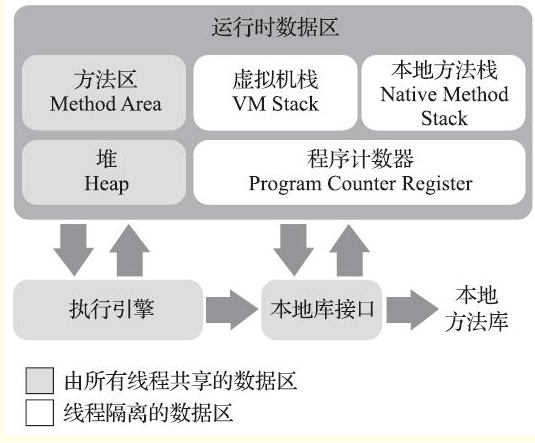 运行时数据区
方法区
Method Area
虚拟机栈
VM Stack
本地方法栈
Native Method
Stack
堆
Heap
程序计数器
Program Counter Register
执行引擎
本地库接口
本地
方法库
由所有线程共享的数据区
线程隔离的数据区